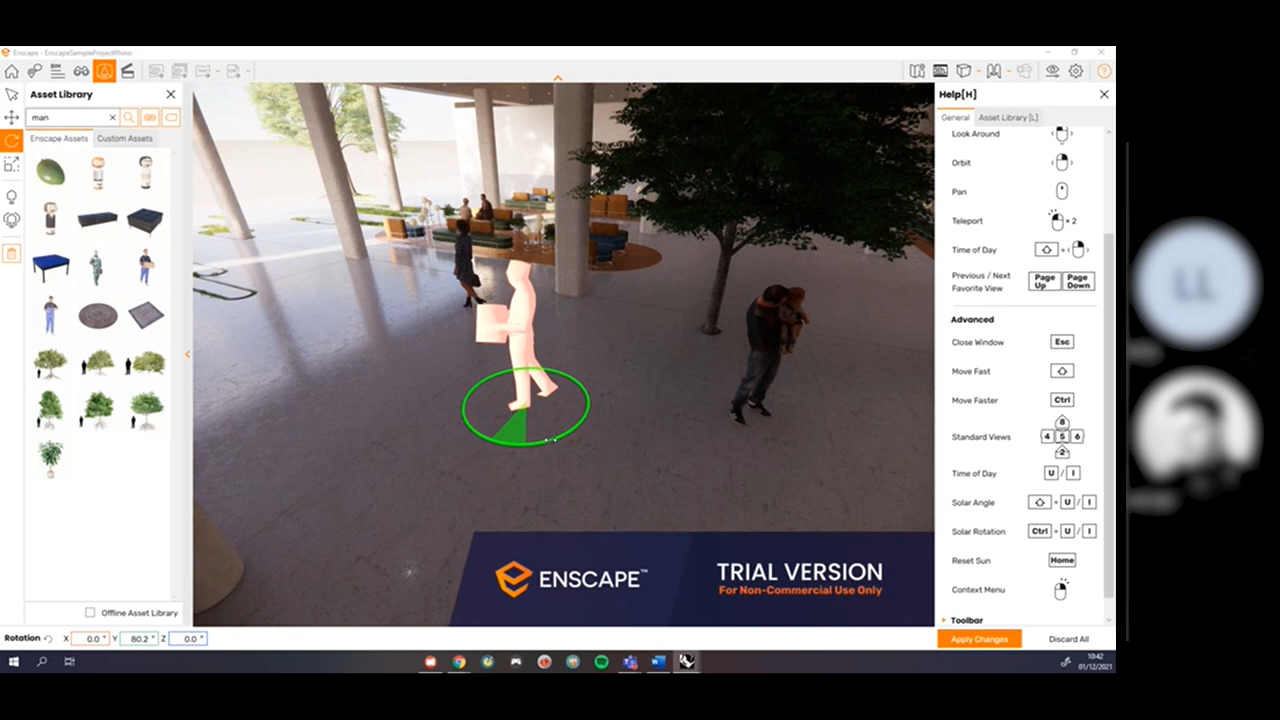 Enscape - EnscapeSampleProjectRhino
Asset Library
man
Enscape Assets
Custom Assets
Offline Asset Library
Rotation X 0.0 ° Y 80.2 ° Z 0.0 °
ENSCAPE™
TRIAL VERSION
For Non-Commercial Use Only
Help[H]
General
Asset Library [L]
Look Around
Orbit
Pan
Teleport × 2
Time of Day +
Previous / Next
Favorite View
Page Up
Page Down
Advanced
Close Window Esc
Move Fast
Move Faster Ctrl
8
Standard Views 4 5 6
2
Time of Day U / I
Solar Angle + U / I
Solar Rotation Ctrl + U / I
Reset Sun Home
Context Menu
Toolbar
Apply Changes
Discard All
10:42
01/12/2021
LL